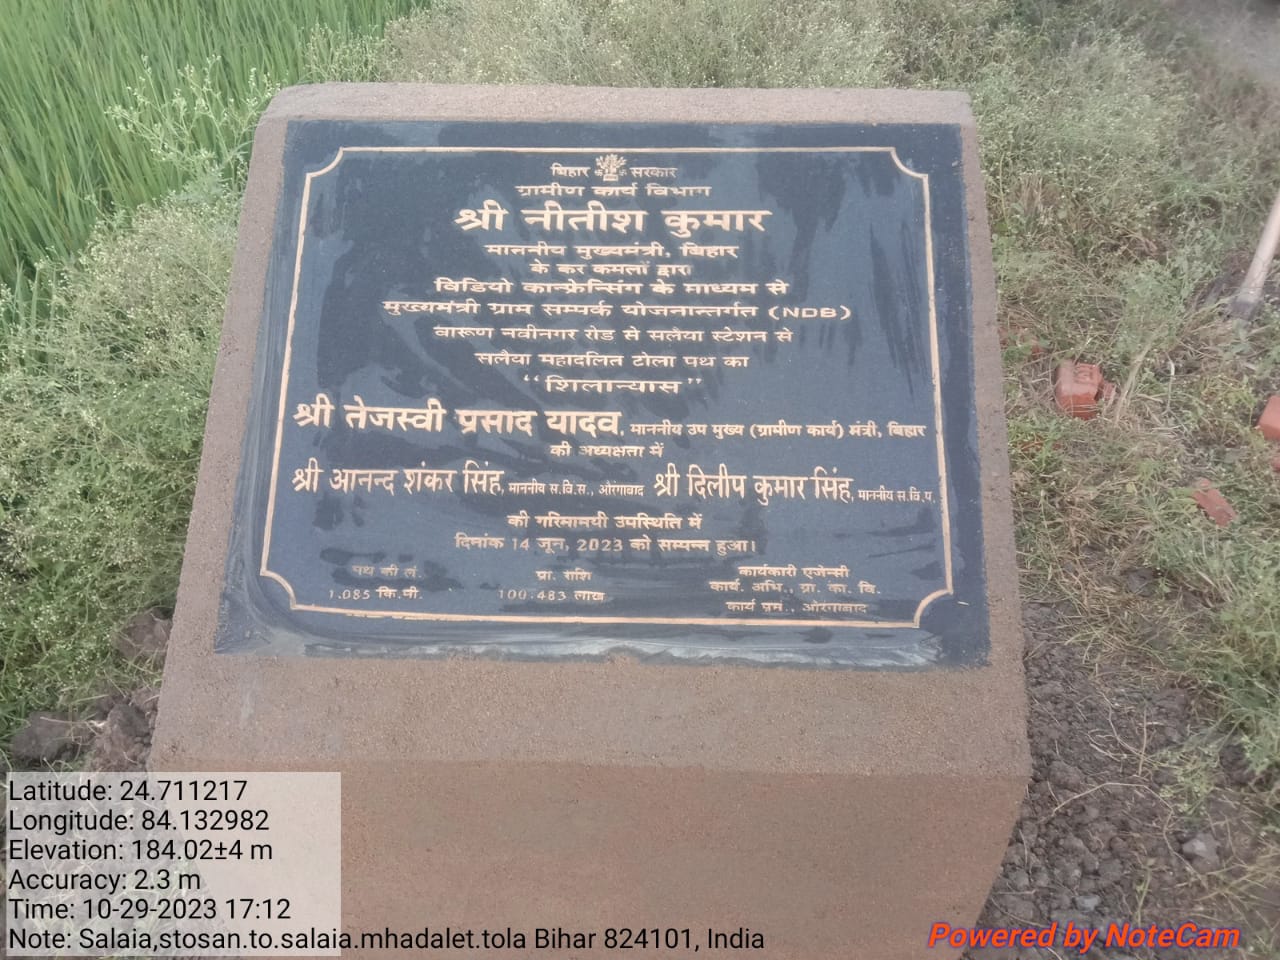 बिहार सरकार
ग्रामीण कार्य विभाग
श्री नीतीश कुमार
माननीय मुख्यमंत्री, बिहार
के कर कमलों द्वारा
विडियो कान्फ्रेन्सिंग के माध्यम से
मुख्यमंत्री ग्राम सम्पर्क योजनान्तर्गत (NDB)
वारूण नवीनगर रोड से सलैया स्टेशन से
सलैया महादलित टोला पथ का
"शिलान्यास"
श्री तेजस्वी प्रसाद यादव, माननीय उप मुख्य (ग्रामीण कार्य) मंत्री, बिहार
की अध्यक्षता में
श्री आनन्द शंकर सिंह, माननीय स.वि.स., औरंगाबाद श्री दिलीप कुमार सिंह, माननीय स.वि.प.
की गरिमामयी उपस्थिति में
दिनांक 14 जून, 2023 को सम्पन्न हुआ।
पथ की लं. प्रा. राशि कार्यकारी एजेन्सी
1.085 कि.मी. 100.483 लाख कार्य. अभि., ग्रा. का. वि.
कार्य प्रम., औरंगाबाद
Latitude: 24.711217
Longitude: 84.132982
Elevation: 184.02±4 m
Accuracy: 2.3 m
Time: 10-29-2023 17:12
Note: Salaia,stosan.to.salaia.mhadalet.tola Bihar 824101, India
Powered by NoteCam